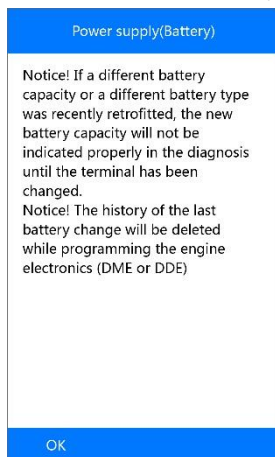 Power supply(Battery)
Notice! If a different battery
capacity or a different battery type
was recently retrofitted, the new
battery capacity will not be
indicated properly in the diagnosis
until the terminal has been
changed.
Notice! The history of the last
battery change will be deleted
while programming the engine
electronics (DME or DDE)
OK